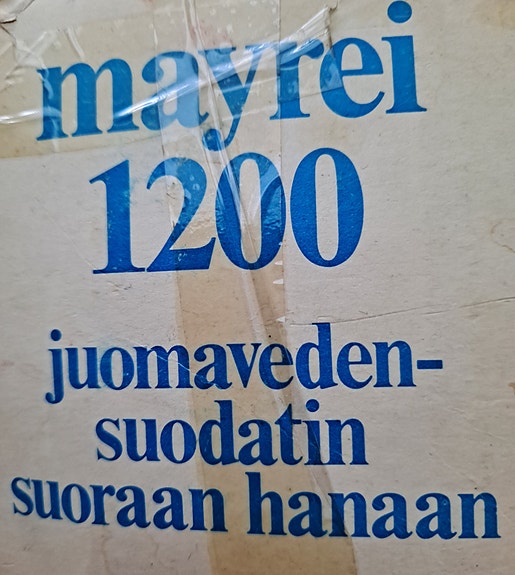 mayrei
1200
juomaveden-
suodatin
suoraan hanaan